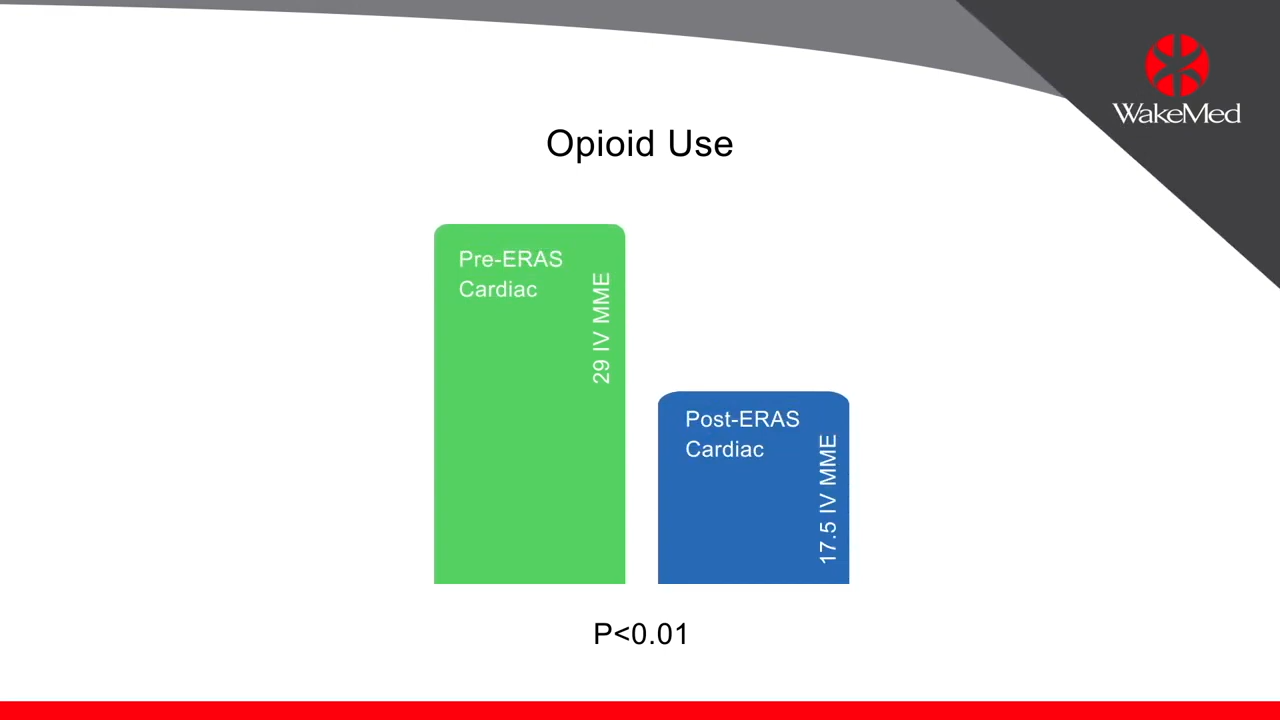 WakeMed
Opioid Use
Pre-ERAS
Cardiac
29 IV MME
Post-ERAS
Cardiac
17.5 IV MME
P<0.01